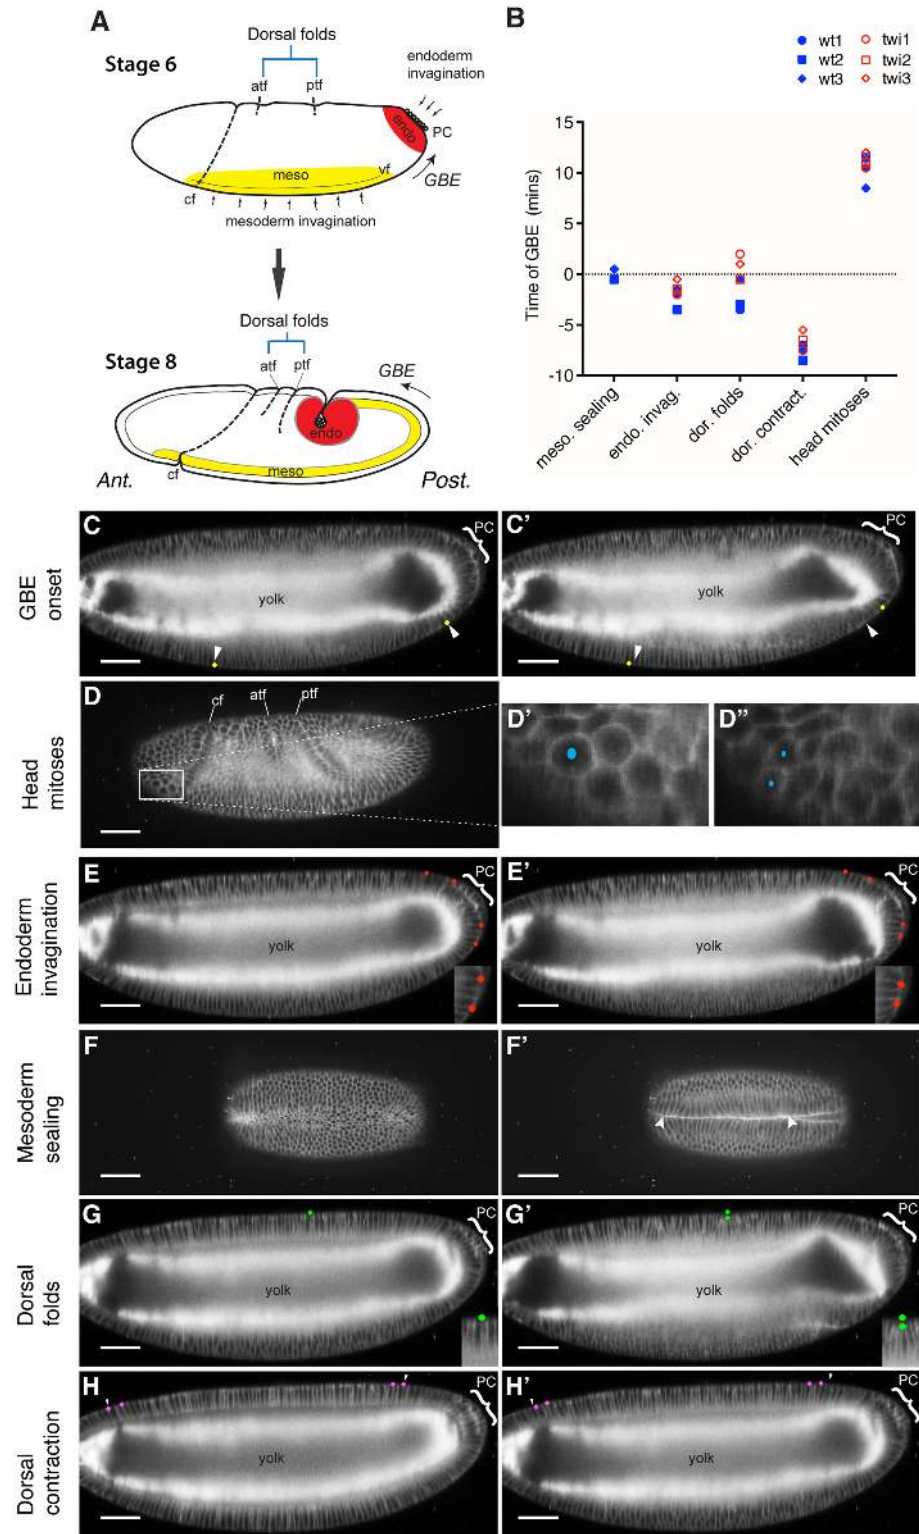 A
Stage 6
Dorsal folds
atf
ptf
endoderm
invagination
endo
PC
GBE
meso
vf
cf
mesoderm invagination
Dorsal folds
Stage 8
atf
ptf
GBE
endo
meso
cf
Ant.
Post.
B
wt1
twi1
wt2
twi2
wt3
twi3
Time of GBE (mins)
15
10
5
0
-5
-10
meso. sealing
endo. invag.
dor. folds
dor. contract.
head mitoses
GBE
onset
C
PC
yolk
C'
PC
yolk
Head
mitoses
D
cf
atf
ptf
D'
D''
Endoderm
invagination
E
PC
yolk
E'
PC
yolk
Mesoderm
sealing
F
F'
Dorsal
folds
G
PC
yolk
G'
PC
yolk
Dorsal
contraction
H
PC
yolk
H'
PC
yolk